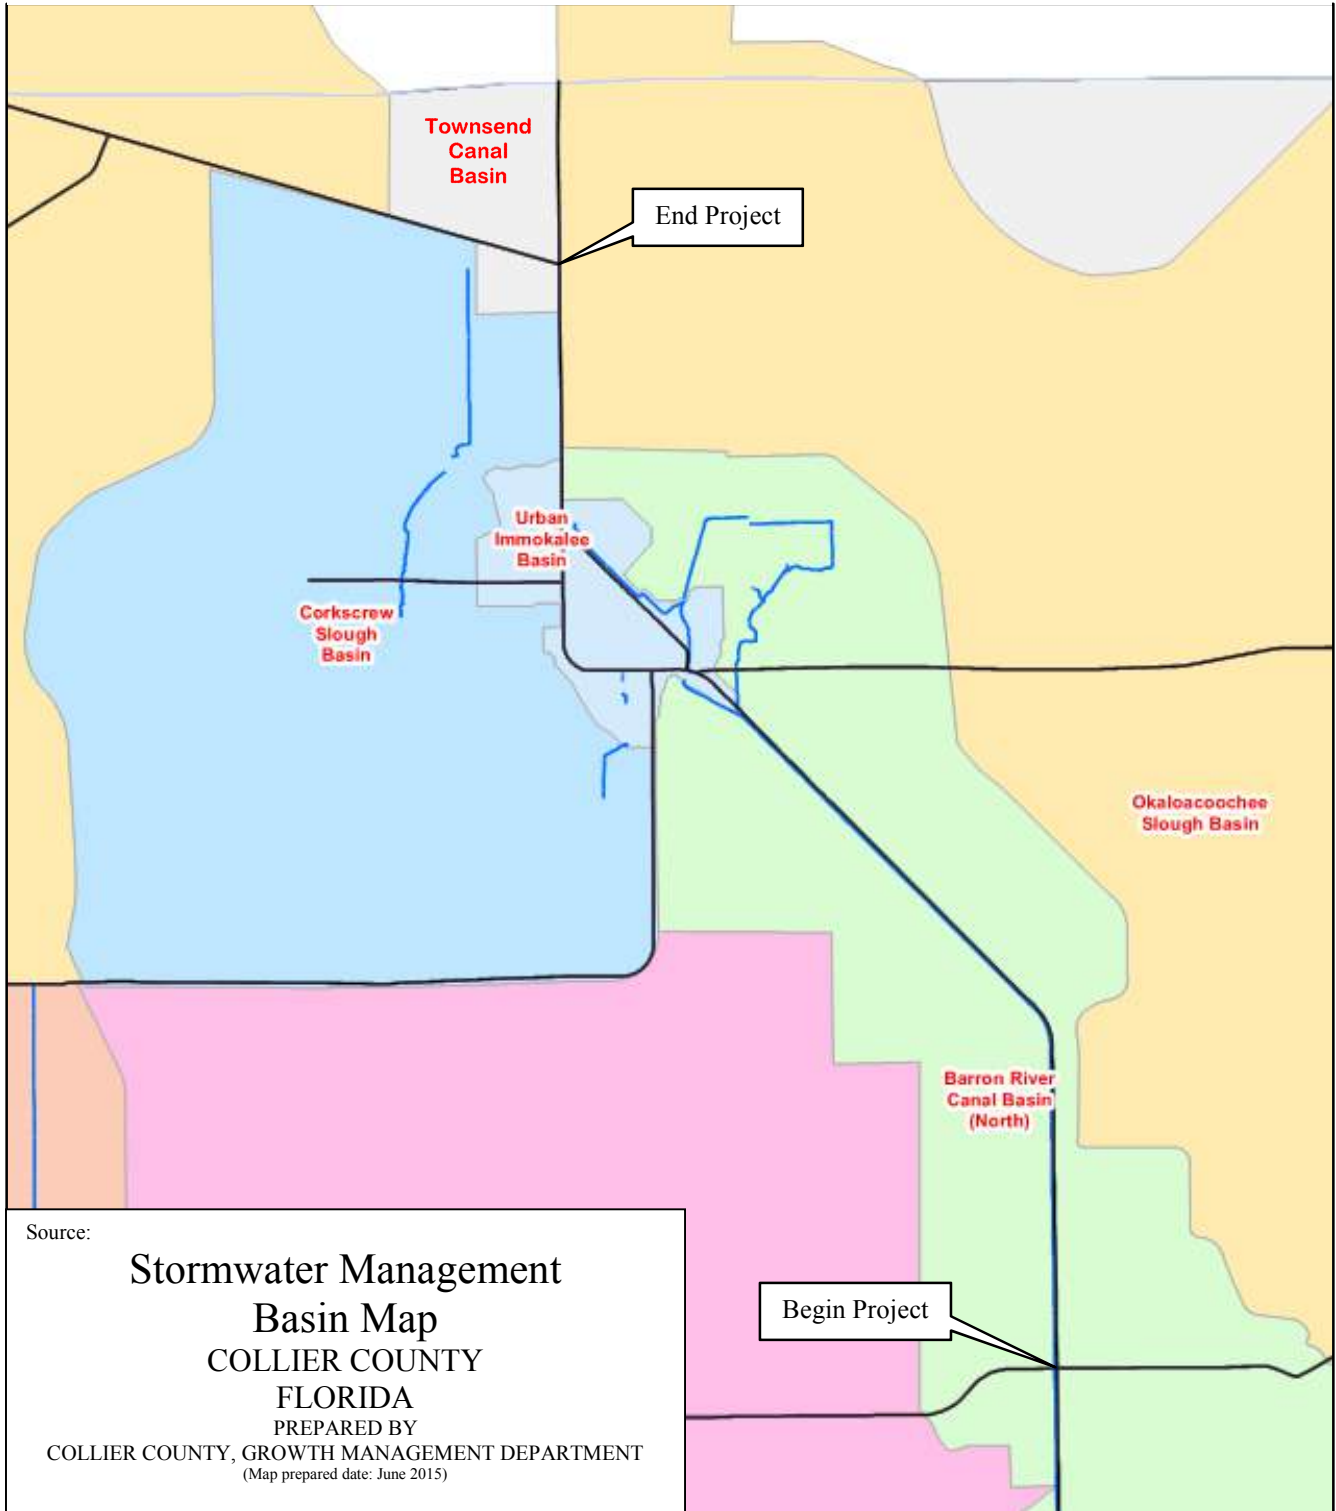 Townsend
Canal
Basin
End Project
Urban
Immokalee
Basin
Corkscrew
Slough
Basin
Okaloacoochee
Slough Basin
Barron River
Canal Basin
(North)
Begin Project
Source:
Stormwater Management
Basin Map
COLLIER COUNTY
FLORIDA
PREPARED BY
COLLIER COUNTY, GROWTH MANAGEMENT DEPARTMENT
(Map prepared date: June 2015)